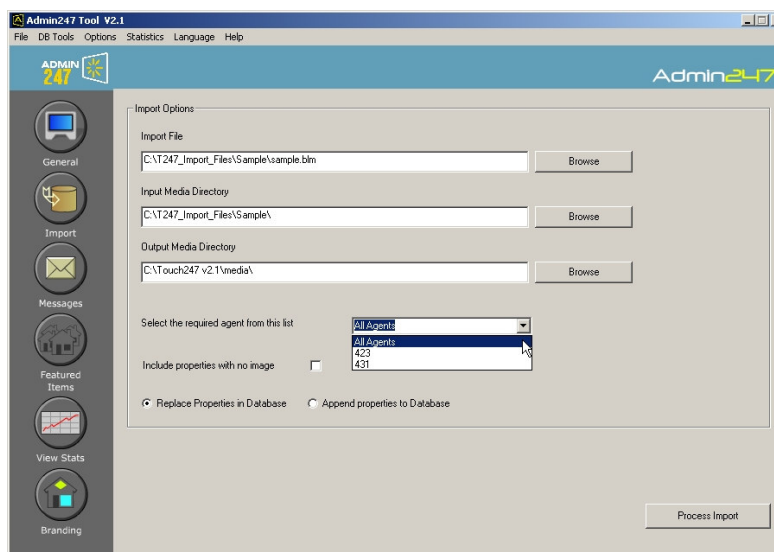 Admin247 Tool V2.1
File DB Tools Options Statistics Language Help
ADMIN
247
Admin247
General
Import
Messages
Featured
Items
View Stats
Branding
Import Options
Import File
C:\T247_Import_Files\Sample\sample.blm
Browse
Input Media Directory
C:\T247_Import_Files\Sample\
Browse
Output Media Directory
C:\Touch247 v2.1\media\
Browse
Select the required agent from this list
All Agents
All Agents
423
431
Include properties with no image
Replace Properties in Database
Append properties to Database
Process Import